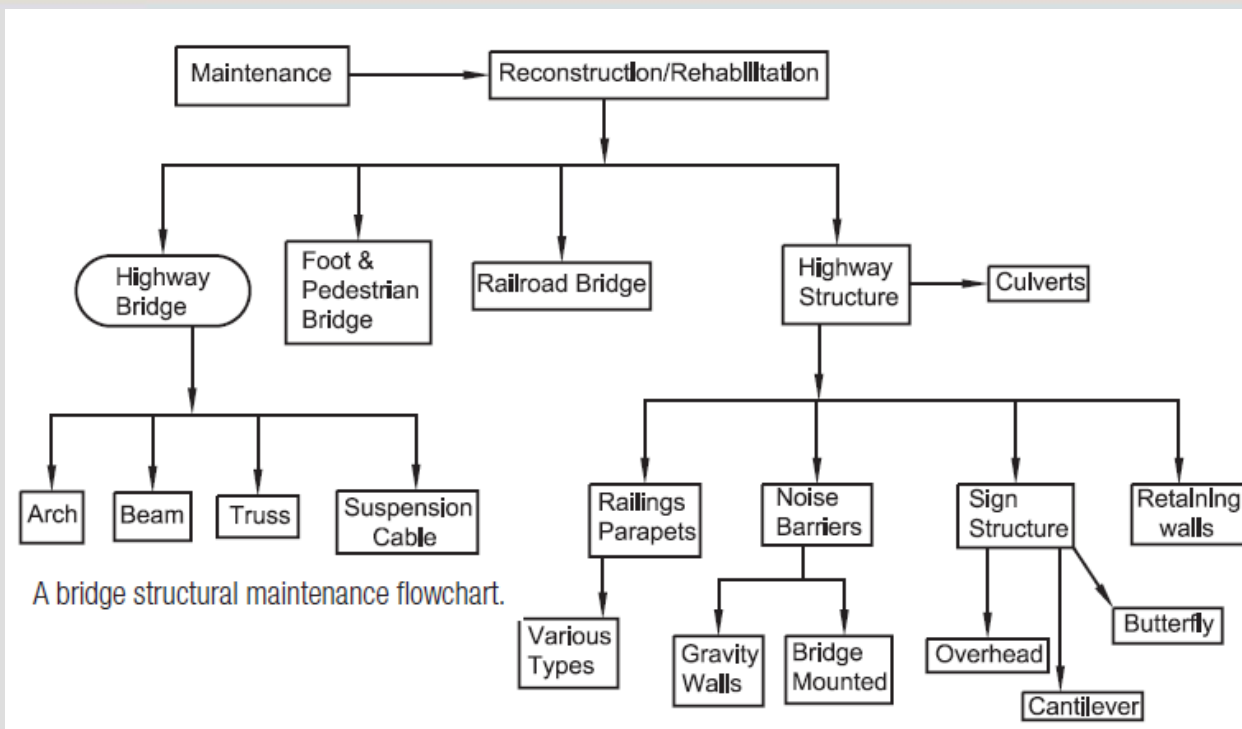 Maintenance
Reconstruction/Rehabilitation
Highway
Bridge
Foot &
Pedestrian
Bridge
Railroad Bridge
Highway
Structure
Culverts
Arch
Beam
Truss
Suspension
Cable
Railings
Parapets
Noise
Barriers
Sign
Structure
Retaining
walls
A bridge structural maintenance flowchart.
Various
Types
Gravity
Walls
Bridge
Mounted
Overhead
Butterfly
Cantilever